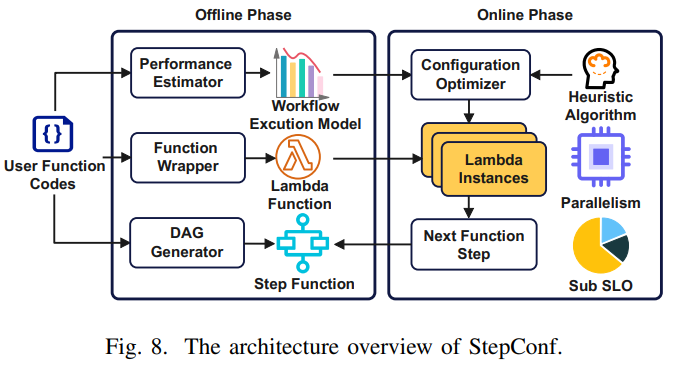 Offline Phase
Online Phase
Performance
Estimator
Workflow
Excution Model
Configuration
Optimizer
Heuristic
Algorithm
{}
User Function
Codes
Function
Wrapper
Lambda
Function
Lambda
Instances
Parallelism
DAG
Generator
Step Function
Next Function
Step
Sub SLO
Fig. 8. The architecture overview of StepConf.